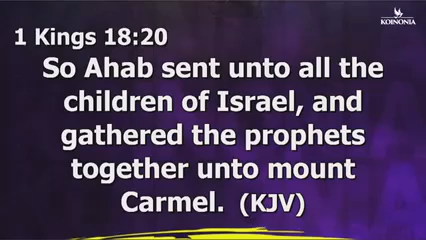 KOINONIA
1 Kings 18:20
So Ahab sent unto all the
children of Israel, and
gathered the prophets
together unto mount
Carmel. (KJV)